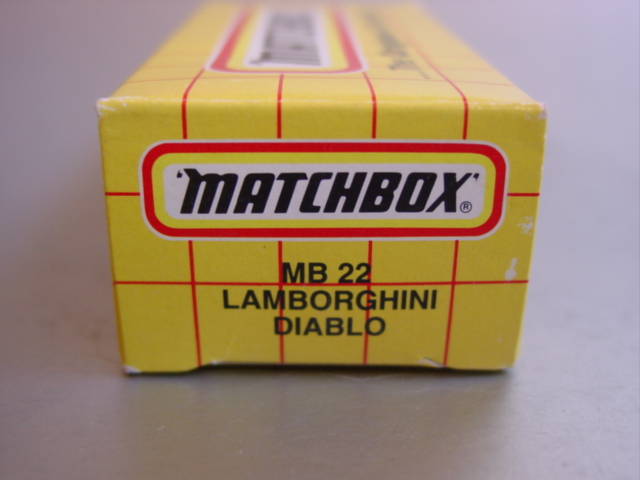 "MATCHBOX"®
MB 22
LAMBORGHINI
DIABLO